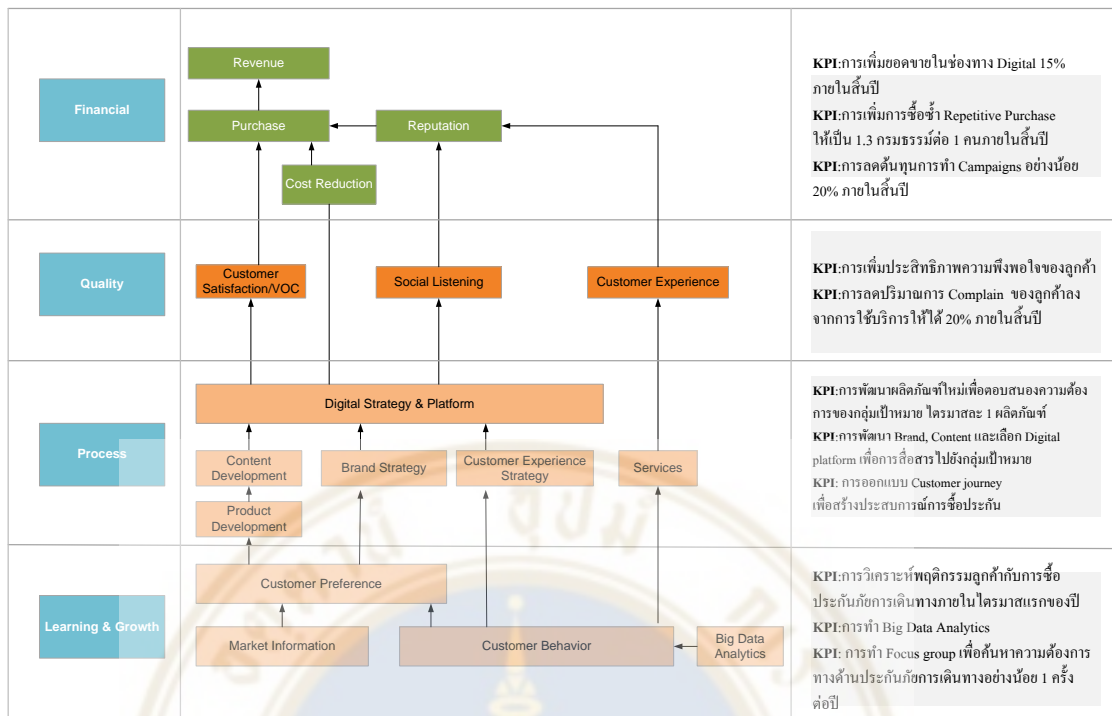 Financial
Revenue
Purchase
Reputation
Cost Reduction
KPI:การเพิ่มยอดขายในช่องทาง Digital 15%
ภายในสิ้นปี
KPI:การเพิ่มการซื้อซ้ำ Repetitive Purchase
ให้เป็น 1.3 กรมธรรม์ต่อ 1 คนภายในสิ้นปี
KPI:การลดต้นทุนการทำ Campaigns อย่างน้อย
20% ภายในสิ้นปี
Quality
Customer
Satisfaction/VOC
Social Listening
Customer Experience
KPI:การเพิ่มประสิทธิภาพความพึงพอใจของลูกค้า
KPI:การลดปริมาณการ Complain ของลูกค้าลง
จากการใช้บริการให้ได้ 20% ภายในสิ้นปี
Process
Digital Strategy & Platform
Content
Development
Brand Strategy
Customer Experience
Strategy
Services
Product
Development
KPI:การพัฒนาผลิตภัณฑ์ใหม่เพื่อตอบสนองความต้อง
การของกลุ่มเป้าหมาย ไตรมาสละ 1 ผลิตภัณฑ์
KPI:การพัฒนา Brand, Content และเลือก Digital
platform เพื่อการสื่อสารไปยังกลุ่มเป้าหมาย
KPI: การออกแบบ Customer journey
เพื่อสร้างประสบการณ์การซื้อประกัน
Learning & Growth
Customer Preference
Market Information
Customer Behavior
Big Data
Analytics
KPI:การวิเคราะห์พฤติกรรมลูกค้ากับการซื้อ
ประกันภัยการเดินทางภายในไตรมาสแรกของปี
KPI:การทำ Big Data Analytics
KPI: การทำ Focus group เพื่อค้นหาความต้องการ
ทางด้านประกันภัยการเดินทางอย่างน้อย 1 ครั้ง
ต่อปี